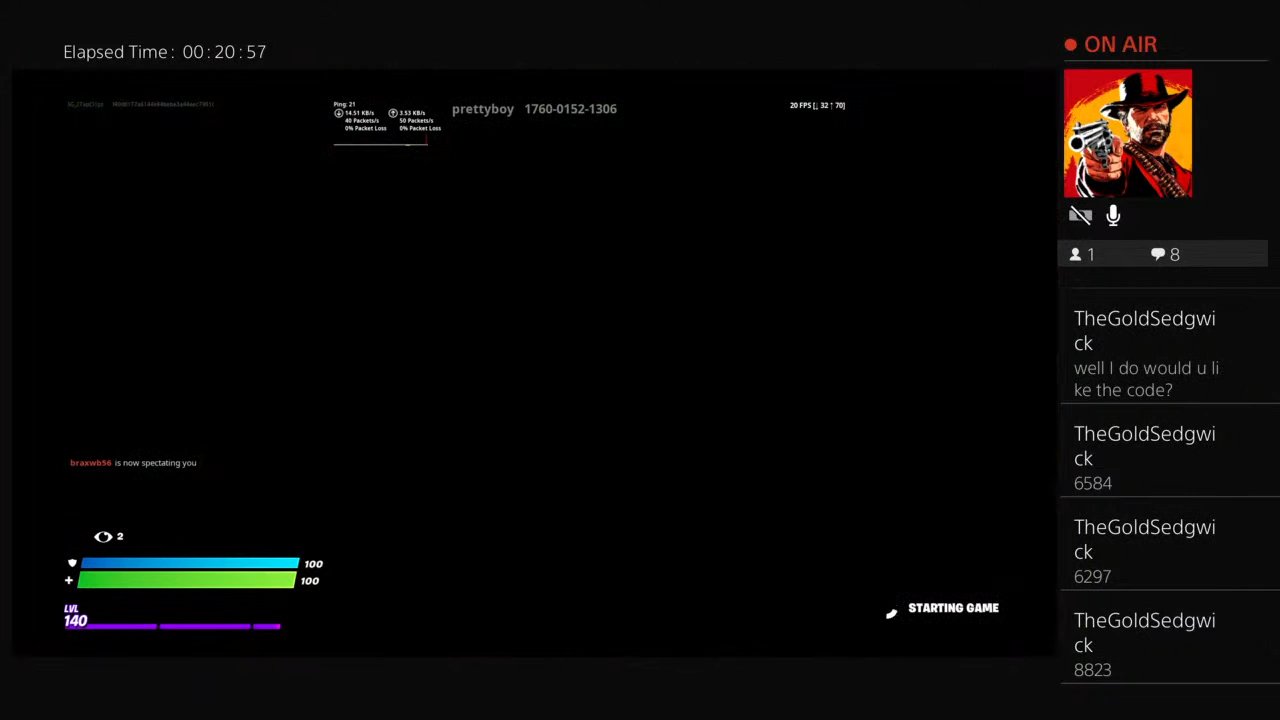 Elapsed Time: 00:20:57
ON AIR
Ping: 21
14.51 KB/s 3.53 KB/s
40 Packets/s 50 Packets/s
0% Packet Loss 0% Packet Loss
prettyboy 1760-0152-1306
20 FPS [↓ 32 ↑ 70]
1 8
TheGoldSedgwi
ck
well I do would u li
ke the code?
TheGoldSedgwi
ck
6584
TheGoldSedgwi
ck
6297
TheGoldSedgwi
ck
8823
braxwb56 is now spectating you
2
100
100
LVL
140
STARTING GAME